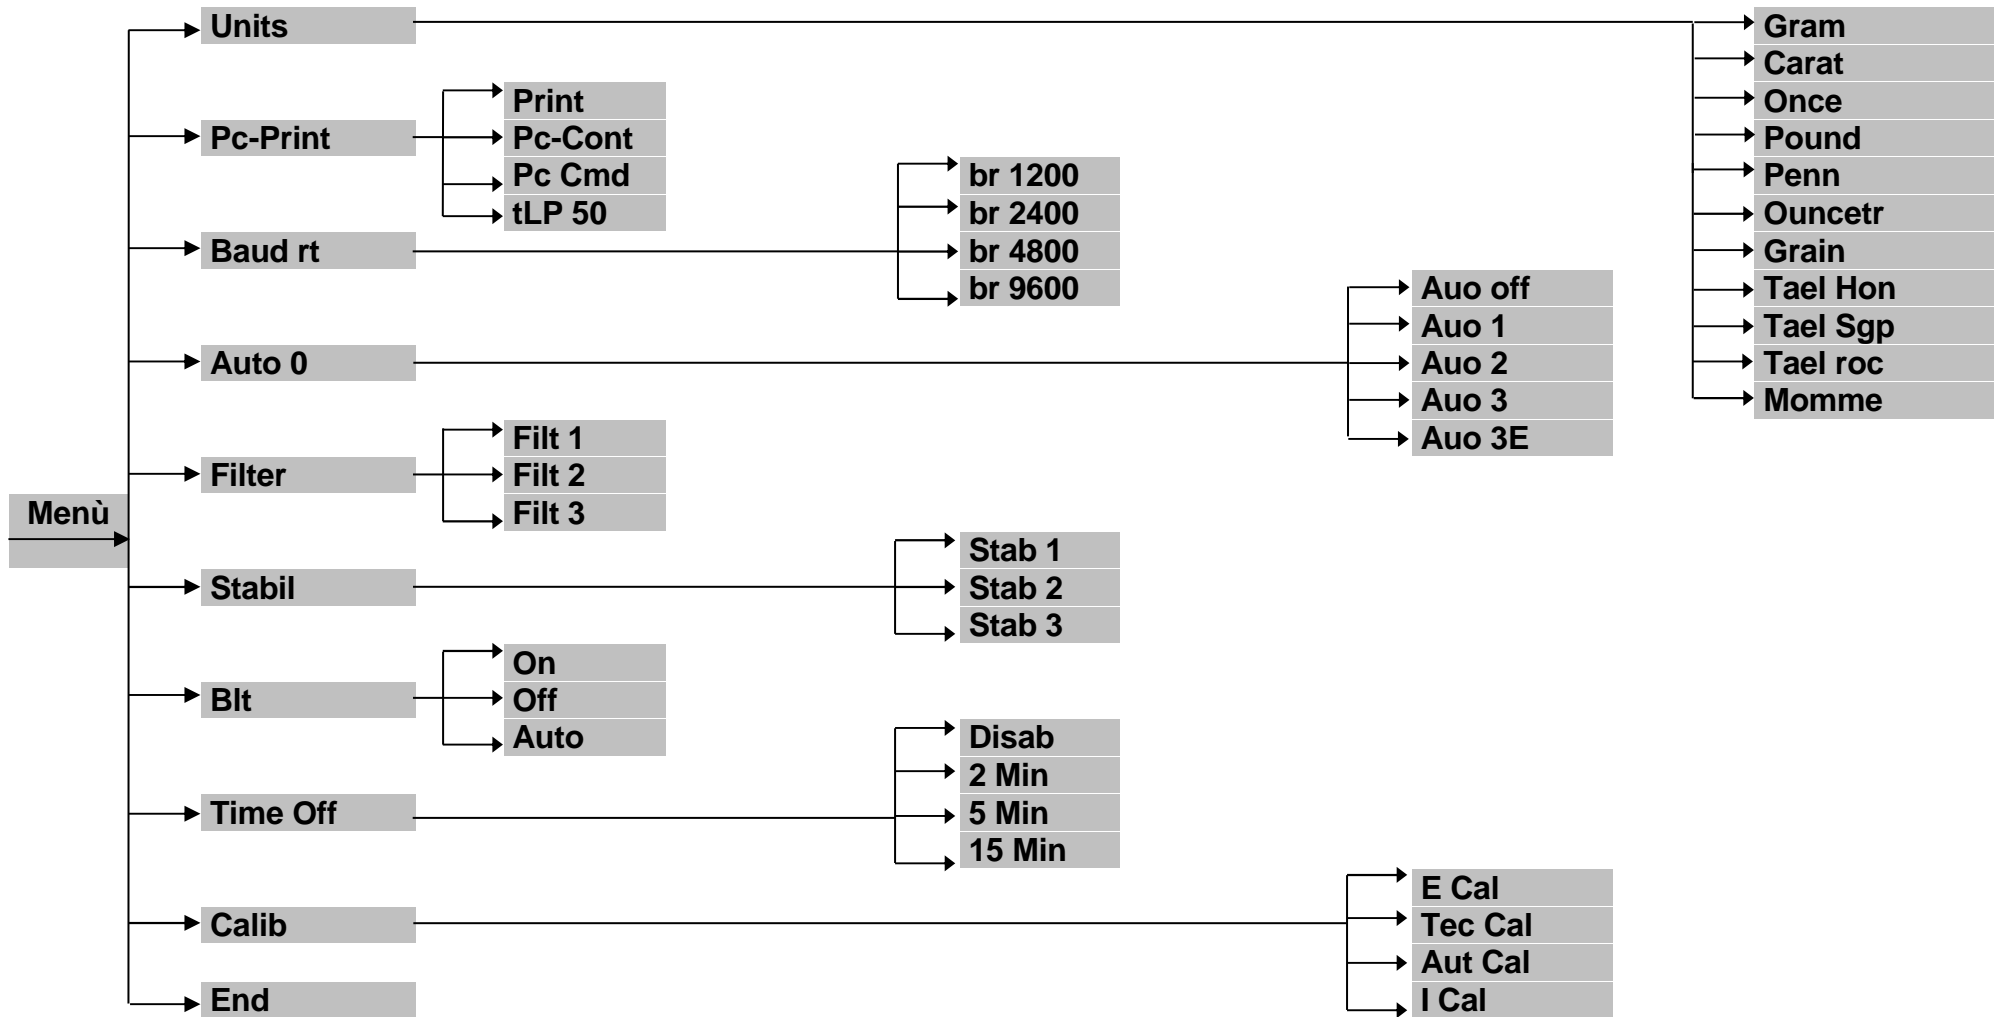 Menù
Units
Gram
Carat
Once
Pound
Penn
Ouncetr
Grain
Tael Hon
Tael Sgp
Tael roc
Momme
Pc-Print
Print
Pc-Cont
Pc Cmd
tLP 50
Baud rt
br 1200
br 2400
br 4800
br 9600
Auto 0
Auo off
Auo 1
Auo 2
Auo 3
Auo 3E
Filter
Filt 1
Filt 2
Filt 3
Stabil
Stab 1
Stab 2
Stab 3
Blt
On
Off
Auto
Time Off
Disab
2 Min
5 Min
15 Min
Calib
E Cal
Tec Cal
Aut Cal
I Cal
End